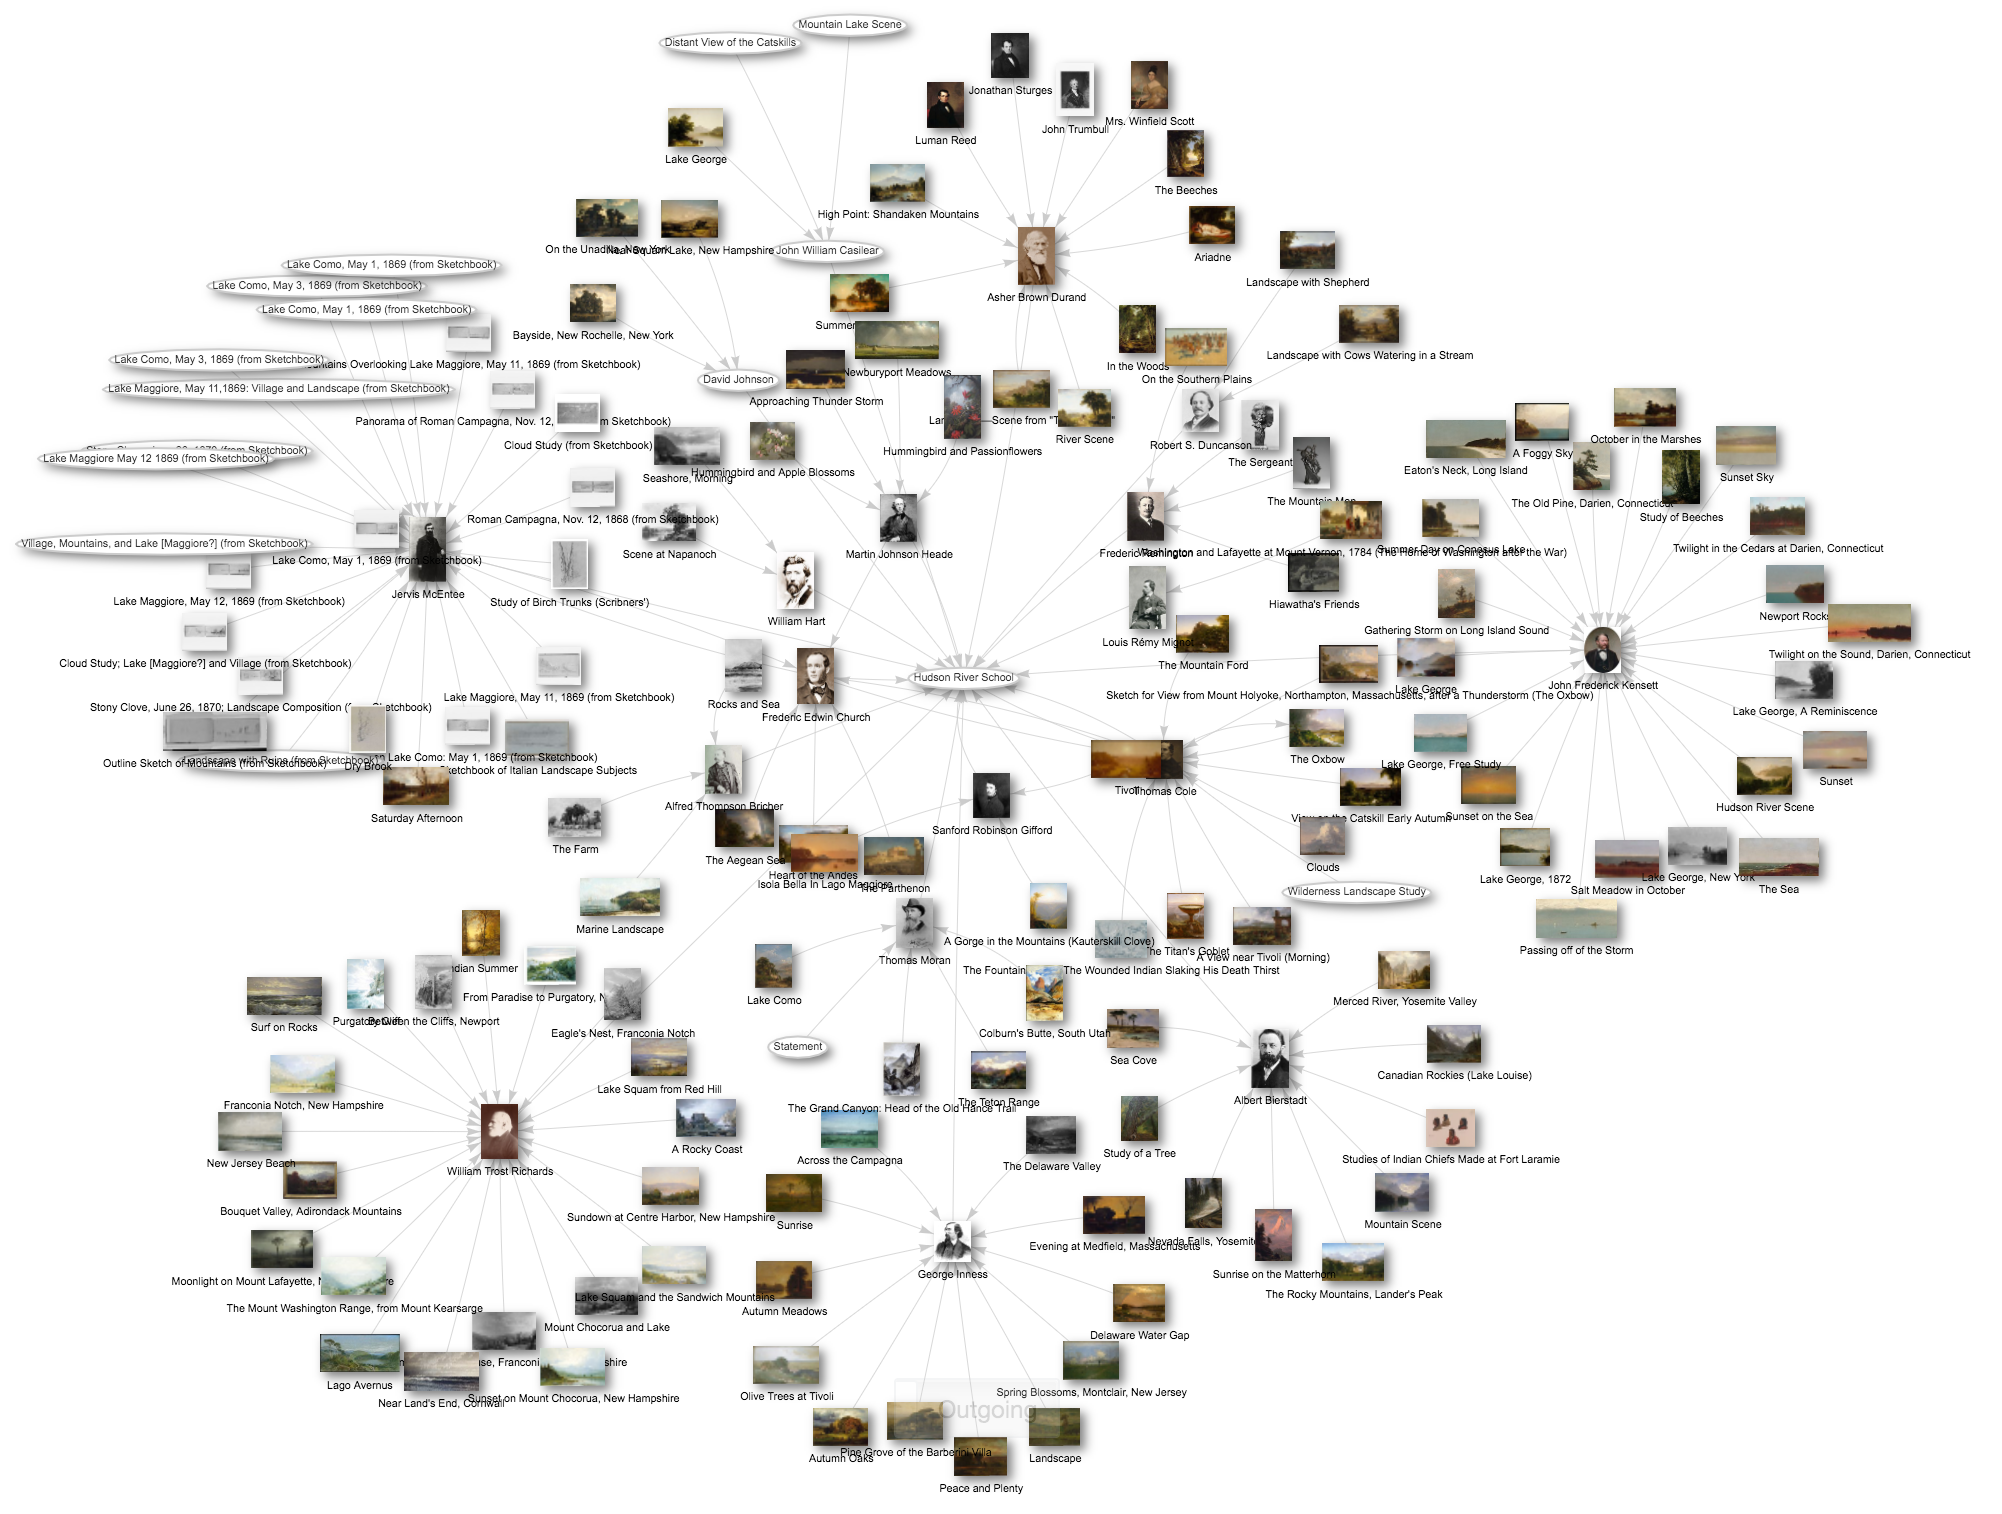 Mountain Lake Scene
Distant View of the Catskills
Jonathan Sturges
John Trumbull
Mrs. Winfield Scott
Luman Reed
Lake George
The Beeches
High Point: Shandaken Mountains
On the Unadilla, New York
Near Squam Lake, New Hampshire
John William Casilear
Ariadne
Lake Como, May 1, 1869 (from Sketchbook)
Lake Como, May 3, 1869 (from Sketchbook)
Landscape with Shepherd
Asher Brown Durand
Lake Como, May 1, 1869 (from Sketchbook)
Summer
Bayside, New Rochelle, New York
Lake Como, May 3, 1869 (from Sketchbook)
Overlooking Lake Maggiore, May 11, 1869 (from Sketchbook)
Landscape with Cows Watering in a Stream
In the Woods
Newburyport Meadows
On the Southern Plains
David Johnson
Lake Maggiore, May 11,1869: Village and Landscape (from Sketchbook)
Approaching Thunder Storm
Panorama of Roman Campagna, Nov. 12, Sketchbook)
Scene from
River Scene
October in the Marshes
Cloud Study (from Sketchbook)
Robert S. Duncanson
Hummingbird and Passionflowers
A Foggy Sky
Lake Maggiore May 12 1869 (from Sketchbook)
The Sergeant
Hummingbird and Apple Blossoms
Eaton's Neck, Long Island
Seashore, Morning
Sunset Sky
The Mountain Man
The Old Pine, Darien, Connecticut
Study of Beeches
Roman Campagna, Nov. 12, 1868 (from Sketchbook)
Village, Mountains, and Lake [Maggiore?] (from Sketchbook)
Scene at Napanoch
Martin Johnson Heade
Frederic Remington
Washington and Lafayette at Mount Vernon, 1784 (The Home of Washington after the War)
Summer Day on Conesus Lake
Twilight in the Cedars at Darien, Connecticut
Lake Como, May 1, 1869 (from Sketchbook)
Jervis McEntee
Lake Maggiore, May 12, 1869 (from Sketchbook)
Study of Birch Trunks (Scribners')
Hiawatha's Friends
William Hart
Newport Rocks
Gathering Storm on Long Island Sound
Louis Rémy Mignot
Cloud Study; Lake [Maggiore?] and Village (from Sketchbook)
The Mountain Ford
Twilight on the Sound, Darien, Connecticut
Hudson River School
John Frederick Kensett
Lake Maggiore, May 11, 1869 (from Sketchbook)
Lake George
Sketch for View from Mount Holyoke, Northampton, Massachusetts, after a Thunderstorm (The Oxbow)
Rocks and Sea
Stony Clove, June 26, 1870; Landscape Composition Sketchbook)
Lake George, A Reminiscence
Frederic Edwin Church
Lake Como: May 1, 1869 (from Sketchbook)
The Oxbow
Outline Sketch of Mountains (from Sketchbook)
Landscape with Ruins (from Sketchbook)
Dry Brook
Lake George, Free Study
Sketchbook of Italian Landscape Subjects
Sunset
Tivoli
Thomas Cole
Alfred Thompson Bricher
Hudson River Scene
Saturday Afternoon
View on the Catskill Early Autumn
Sunset on the Sea
Sanford Robinson Gifford
The Farm
The Aegean Sea
Clouds
Heart of the Andes
Isola Bella In Lago Maggiore
The Parthenon
Lake George, 1872
Lake George, New York
Salt Meadow in October
The Sea
Wilderness Landscape Study
Marine Landscape
A Gorge in the Mountains (Kauterskill Clove)
The Titan's Goblet
A View near Tivoli (Morning)
Passing off of the Storm
Thomas Moran
Indian Summer
The Fountain
The Wounded Indian Slaking His Death Thirst
From Paradise to Purgatory,
Lake Como
Merced River, Yosemite Valley
Surf on Rocks
Purgatory Cliff
Between the Cliffs, Newport
Eagle's Nest, Franconia Notch
Colburn's Butte, South Utah
Statement
Sea Cove
Canadian Rockies (Lake Louise)
Lake Squam from Red Hill
Franconia Notch, New Hampshire
The Teton Range
The Grand Canyon: Head of the Old Hance Trail
Albert Bierstadt
A Rocky Coast
Study of a Tree
Studies of Indian Chiefs Made at Fort Laramie
New Jersey Beach
Across the Campagna
The Delaware Valley
William Trost Richards
Bouquet Valley, Adirondack Mountains
Sundown at Centre Harbor, New Hampshire
Sunrise
Mountain Scene
Evening at Medfield, Massachusetts
Nevada Falls, Yosemite
George Inness
Sunrise on the Matterhorn
Moonlight on Mount Lafayette,
The Rocky Mountains, Lander's Peak
Lake Squam and the Sandwich Mountains
The Mount Washington Range, from Mount Kearsarge
Autumn Meadows
Mount Chocorua and Lake
Delaware Water Gap
Lago Avernus
Olive Trees at Tivoli
Spring Blossoms, Montclair, New Jersey
Sunset on Mount Chocorua, New Hampshire
Near Land's End, Cornwall
Outgoing
Pine Grove of the Barberini Villa
Autumn Oaks
Landscape
Peace and Plenty